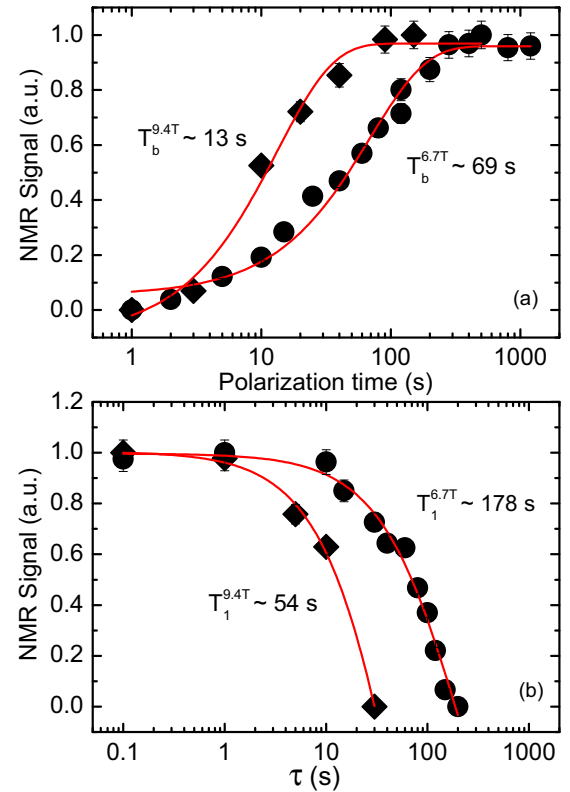 1.0
0.8
0.6
0.4
0.2
0.0
NMR Signal (a.u.)
T_b^9.4T ~ 13 s
T_b^6.7T ~ 69 s
(a)
1 10 100 1000
Polarization time (s)
1.2
1.0
0.8
0.6
0.4
0.2
0.0
NMR Signal (a.u.)
T_1^6.7T ~ 178 s
T_1^9.4T ~ 54 s
(b)
0.1 1 10 100 1000
τ (s)